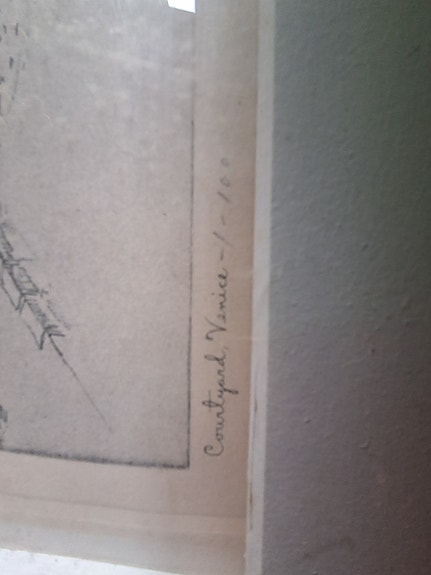 Courtyard, Venice - 1 - 100